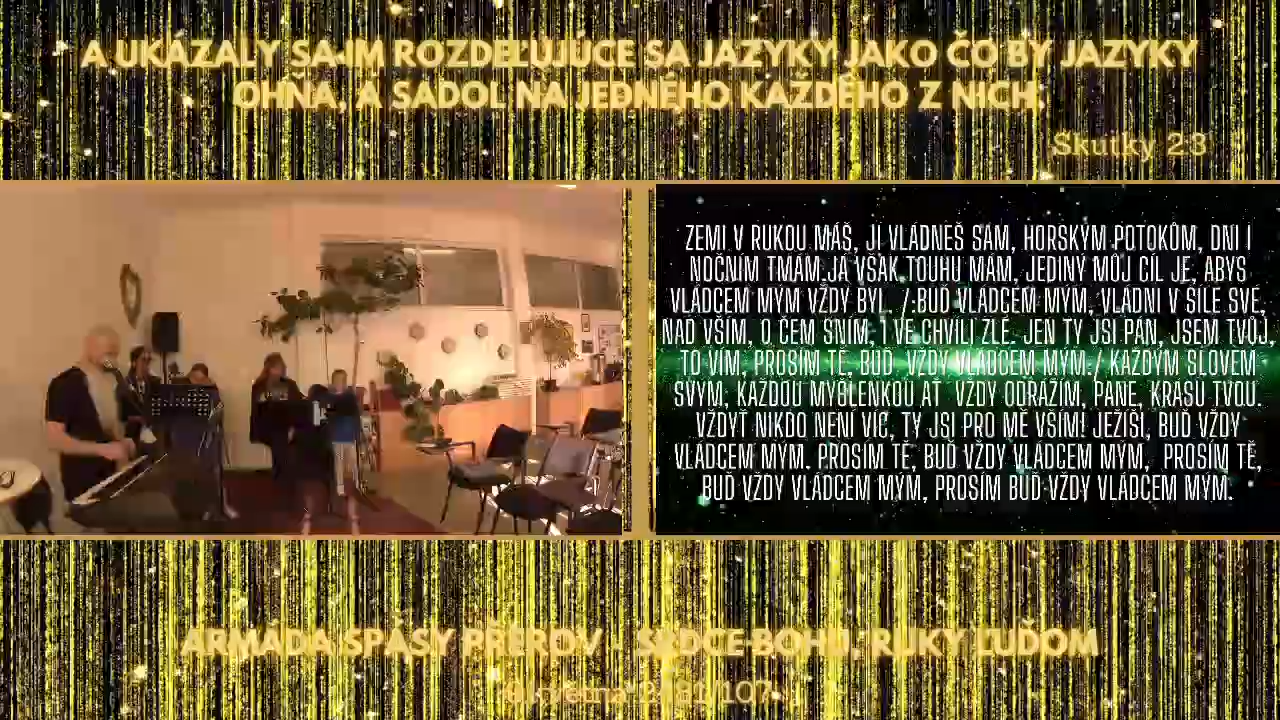 A UKÁZALY SA IM ROZDEĽUJÚCE SA JAZYKY JAKO ČO BY JAZYKY
OHŇA, A SADOL NA JEDNÉHO KAŽDÉHO Z NICH.
Skutky 2:3
ZEMI V RUKOU MÁŠ, JÍ VLÁDNEŠ SÁM, HORSKÝM POTOKŮM, DNI I
NOČNÍM TMÁM.JÁ VŠAK TOUHU MÁM, JEDINÝ MŮJ CÍL JE, ABYS
VLÁDCEM MÝM VŽDY BYL. /:BUĎ VLÁDCEM MÝM, VLÁDNI V SÍLE SVÉ,
NAD VŠÍM, O ČEM SNÍM, I VE CHVÍLI ZLÉ. JEN TY JSI PÁN, JSEM TVŮJ,
TO VÍM, PROSÍM TĚ, BUĎ VŽDY VLÁDCEM MÝM:/ KAŽDÝM SLOVEM
SVÝM, KAŽDOU MYŠLENKOU AŤ VŽDY ODRÁŽÍM, PANE, KRÁSU TVOU.
VŽDYŤ NIKDO NENÍ VÍC, TY JSI PRO MĚ VŠÍM! JEŽÍŠI, BUĎ VŽDY
VLÁDCEM MÝM. PROSÍM TĚ, BUĎ VŽDY VLÁDCEM MÝM, PROSÍM TĚ,
BUĎ VŽDY VLÁDCEM MÝM, PROSÍM BUĎ VŽDY VLÁDCEM MÝM.
ARMÁDA SPÁSY PŘEROV - SRDCE BOHU, RUKY ĽUĎOM
/107